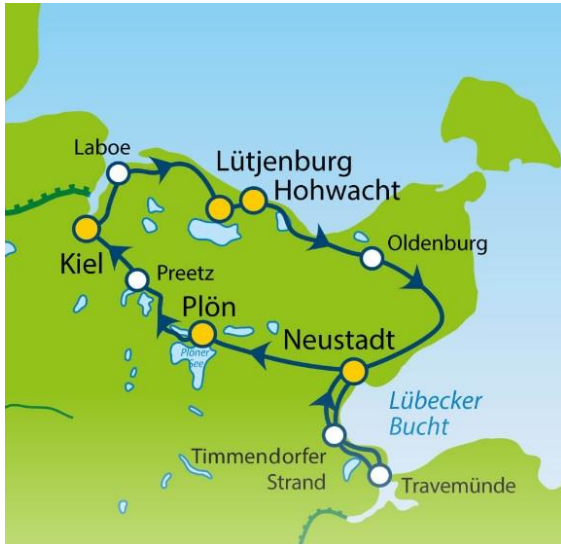 Laboe
Lütjenburg
Hohwacht
Oldenburg
Kiel
Preetz
Plön
Plöner
See
Neustadt
Lübecker
Bucht
Timmendorfer
Strand
Travemünde